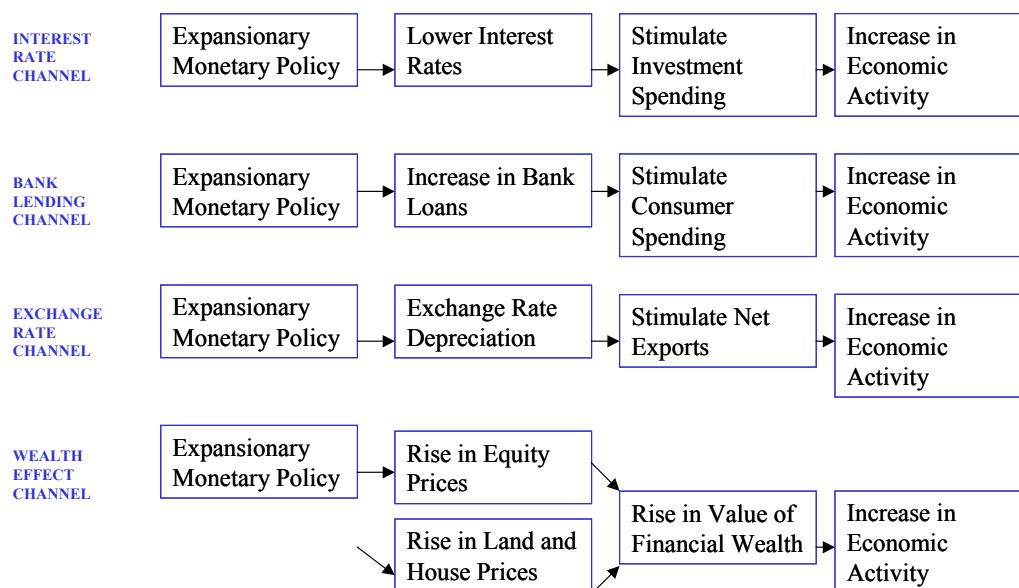 INTEREST
RATE
CHANNEL
Expansionary
Monetary Policy
Lower Interest
Rates
Stimulate
Investment
Spending
Increase in
Economic
Activity
BANK
LENDING
CHANNEL
Expansionary
Monetary Policy
Increase in Bank
Loans
Stimulate
Consumer
Spending
Increase in
Economic
Activity
EXCHANGE
RATE
CHANNEL
Expansionary
Monetary Policy
Exchange Rate
Depreciation
Stimulate Net
Exports
Increase in
Economic
Activity
WEALTH
EFFECT
CHANNEL
Expansionary
Monetary Policy
Rise in Equity
Prices
Rise in Land and
House Prices
Rise in Value of
Financial Wealth
Increase in
Economic
Activity